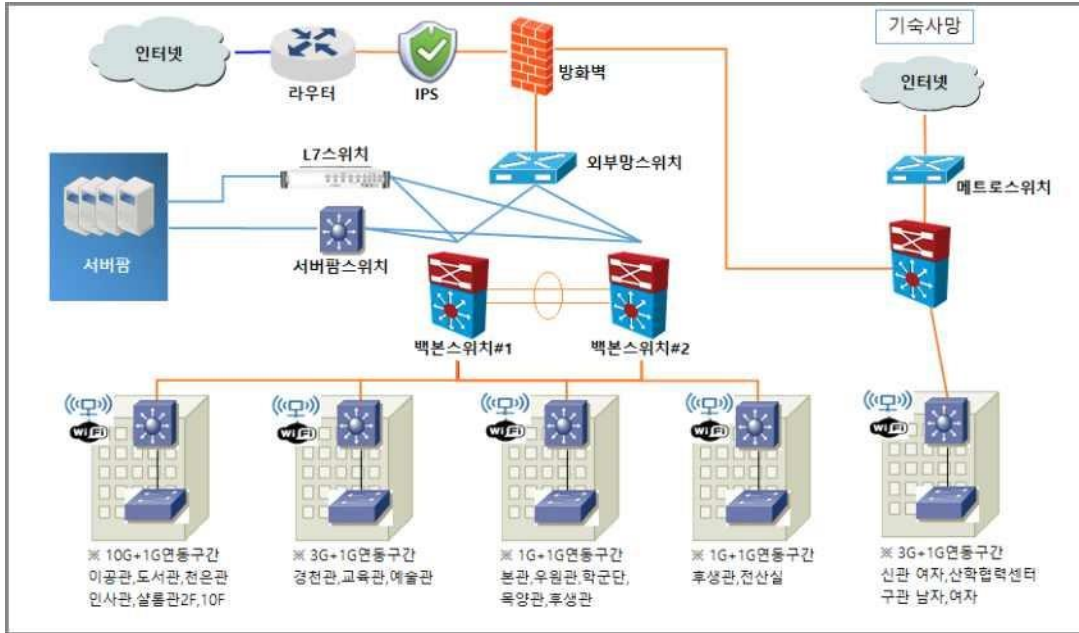 기숙사망
인터넷
라우터
IPS
방화벽
인터넷
L7스위치
외부망스위치
메트로스위치
서버팜
서버팜스위치
백본스위치#1
백본스위치#2
WiFi
WiFi
WiFi
WiFi
WiFi
※ 10G+1G연동구간
이공관,도서관,천은관
인사관,샬롬관2F,10F
※ 3G+1G연동구간
경천관,교육관,예술관
※ 1G+1G연동구간
본관,우원관,학군단,
목양관,후생관
※ 1G+1G연동구간
후생관,전산실
※ 3G+1G연동구간
신관 여자,산학협력센터
구관 남자,여자